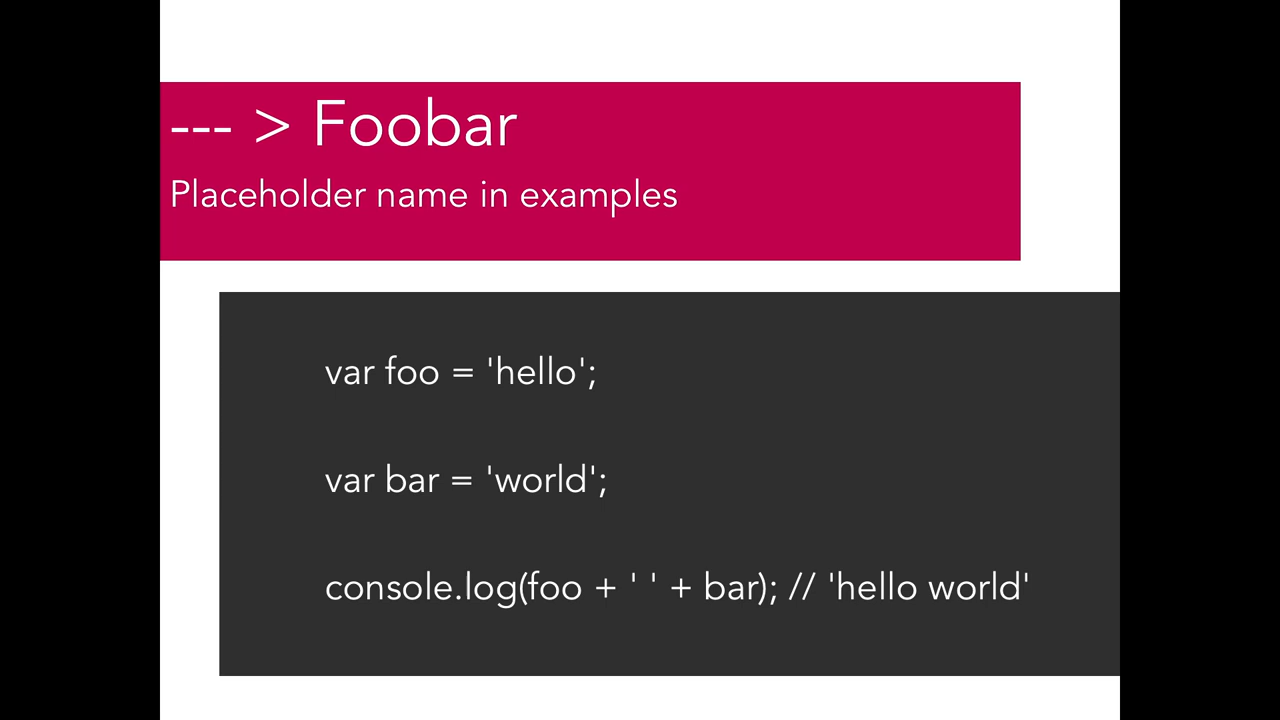 --- > Foobar
Placeholder name in examples
var foo = 'hello';
var bar = 'world';
console.log(foo + ' ' + bar); // 'hello world'